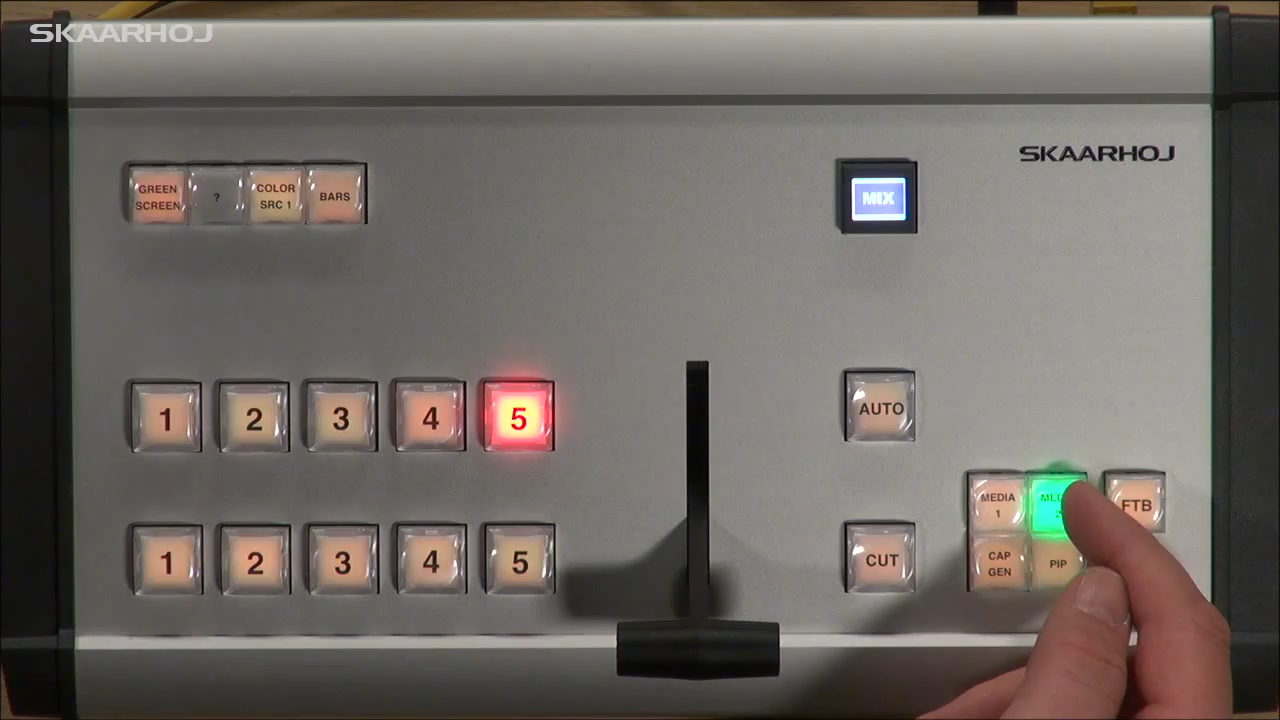 SKAARHOJ
SKAARHOJ
GREEN
SCREEN
?
COLOR
SRC 1
BARS
MIX
1
2
3
4
5
AUTO
MEDIA
1
FTB
1
2
3
4
5
CUT
CAP
GEN
PIP